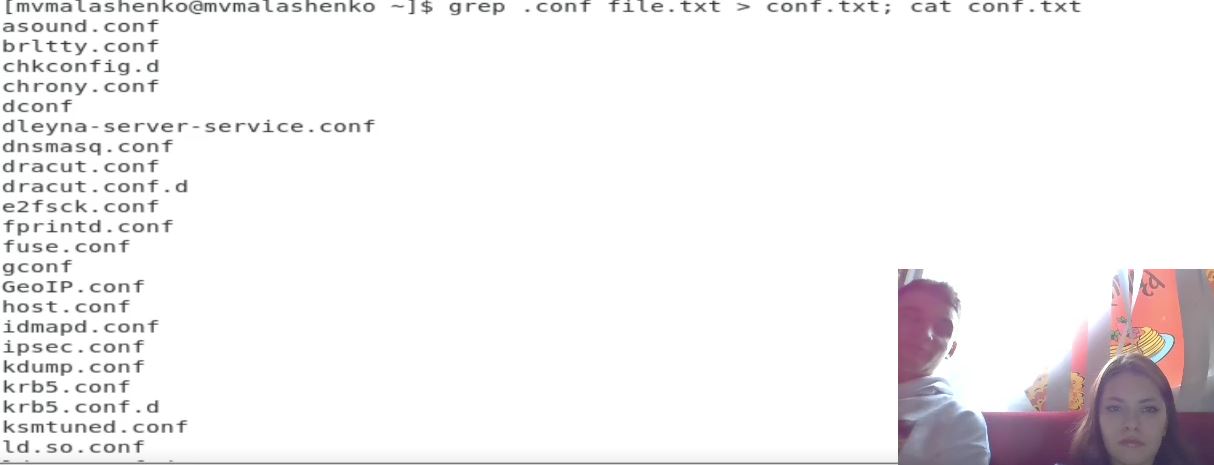 [mvmalashenko@mvmalashenko ~]$ grep .conf file.txt > conf.txt; cat conf.txt
asound.conf
brltty.conf
chkconfig.d
chrony.conf
dconf
dleyna-server-service.conf
dnsmasq.conf
dracut.conf
dracut.conf.d
e2fsck.conf
fprintd.conf
fuse.conf
gconf
GeoIP.conf
host.conf
idmapd.conf
ipsec.conf
kdump.conf
krb5.conf
krb5.conf.d
ksmtuned.conf
ld.so.conf